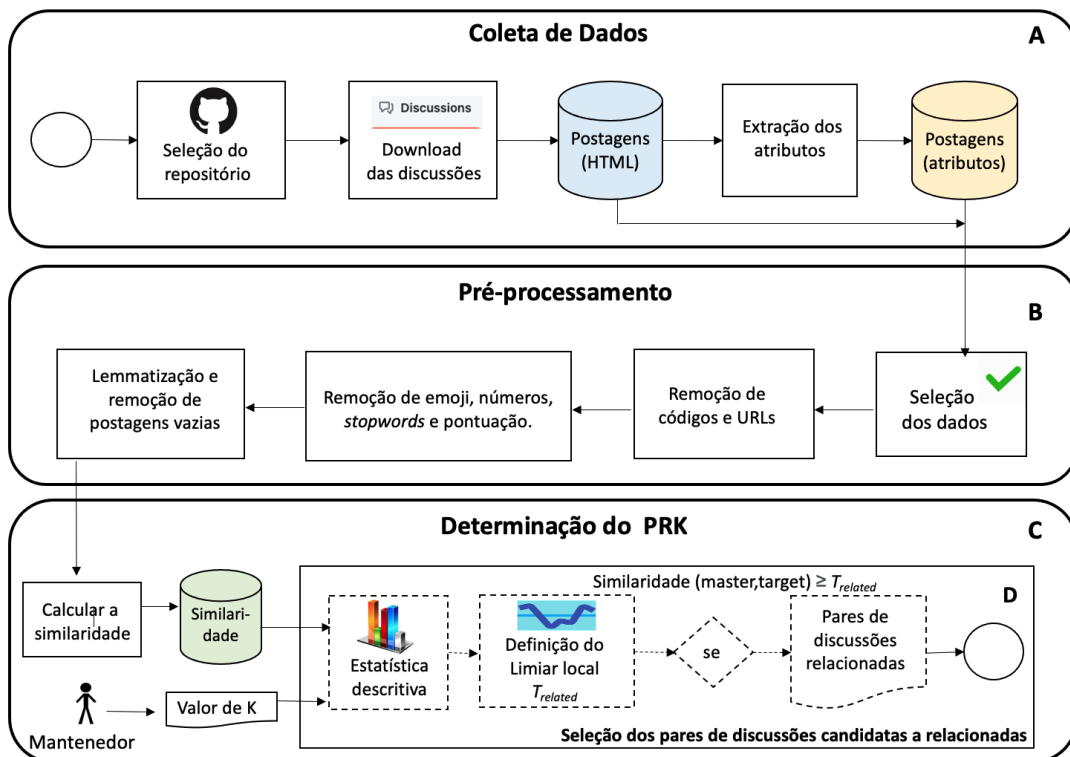 Coleta de Dados
A
Seleção do
repositório
Discussions
Download
das discussões
Postagens
(HTML)
Extração dos
atributos
Postagens
(atributos)
Pré-processamento
B
Lemmatização e
remoção de
postagens vazias
Remoção de emoji, números,
stopwords e pontuação.
Remoção de
códigos e URLs
Seleção
dos dados
Determinação do PRK
C
Calcular a
similaridade
Similari-
dade
Similaridade (master,target) ≥ Trelated
D
Estatística
descritiva
Definição do
Limiar local
Trelated
se
Pares de
discussões
relacionadas
Mantenedor
Valor de K
Seleção dos pares de discussões candidatas a relacionadas